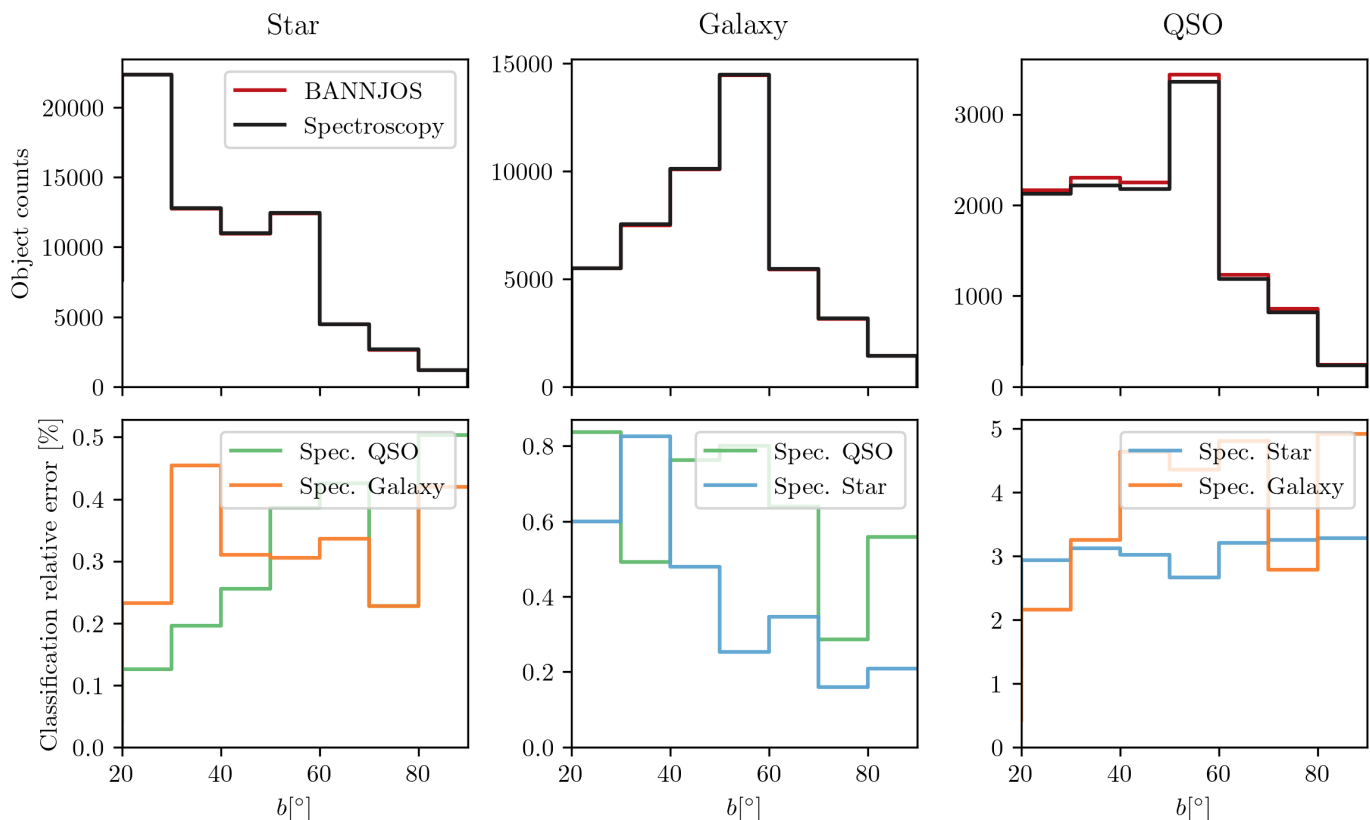 Star
Galaxy
QSO
Object counts
20000
15000
10000
5000
0
BANNJOS
Spectroscopy
15000
10000
5000
0
3000
2000
1000
0
Classification relative error [%]
0.5
0.4
0.3
0.2
0.1
0.0
Spec. QSO
Spec. Galaxy
20
40
60
80
b[°]
0.8
0.6
0.4
0.2
0.0
Spec. QSO
Spec. Star
20
40
60
80
b[°]
5
4
3
2
1
0
Spec. Star
Spec. Galaxy
20
40
60
80
b[°]